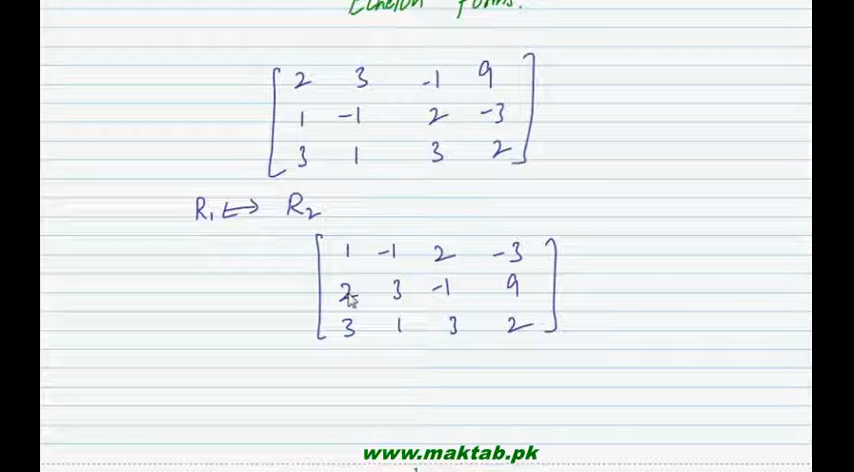 Echelon forms.
2 3 -1 9
1 -1 2 -3
3 1 3 2
R₁ ↔ R₂
1 -1 2 -3
2 3 -1 9
3 1 3 2
www.maktab.pk